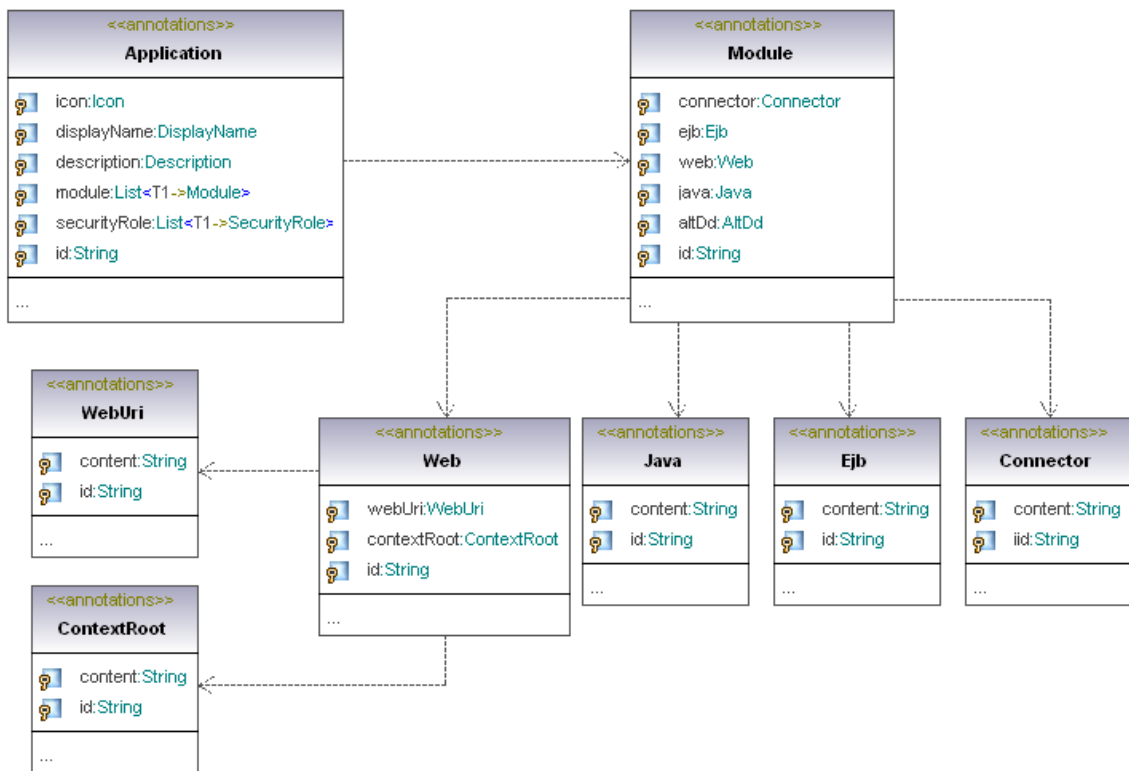 <<annotations>>
Application
icon:Icon
displayName:DisplayName
description:Description
module:List<T1->Module>
securityRole:List<T1->SecurityRole>
id:String
...
<<annotations>>
Module
connector:Connector
ejb:Ejb
web:Web
java:Java
altDd:AltDd
id:String
...
<<annotations>>
WebUri
content:String
id:String
...
<<annotations>>
Web
webUri:WebUri
contextRoot:ContextRoot
id:String
...
<<annotations>>
Java
content:String
id:String
...
<<annotations>>
Ejb
content:String
id:String
...
<<annotations>>
Connector
content:String
iid:String
...
<<annotations>>
ContextRoot
content:String
id:String
...